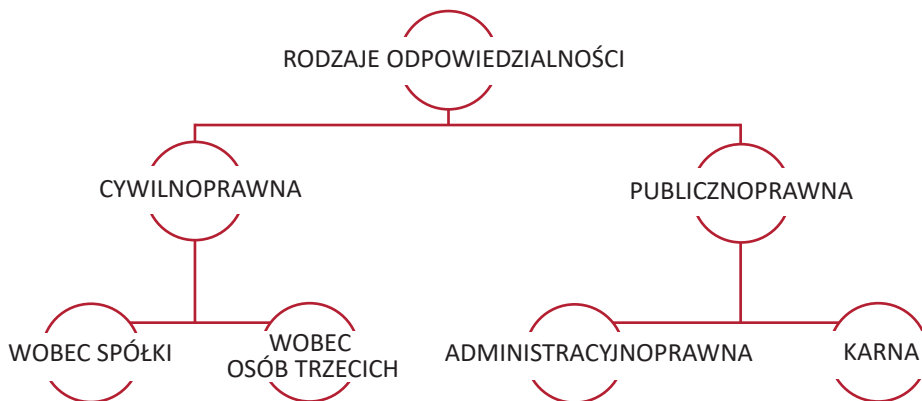 RODZAJE ODPOWIEDZIALNOŚCI
CYWILNOPRAWNA
PUBLICZNOPRAWNA
WOBEC SPÓŁKI
WOBEC
OSÓB TRZECICH
ADMINISTRACYJNOPRAWNA
KARNA